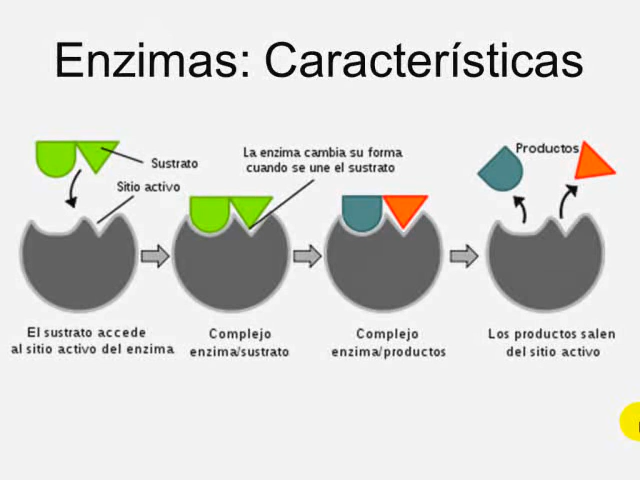 Enzimas: Características
Sustrato
Sitio activo
La enzima cambia su forma
cuando se une el sustrato
Productos
El sustrato accede
al sitio activo del enzima
Complejo
enzima/sustrato
Complejo
enzima/productos
Los productos salen
del sitio activo